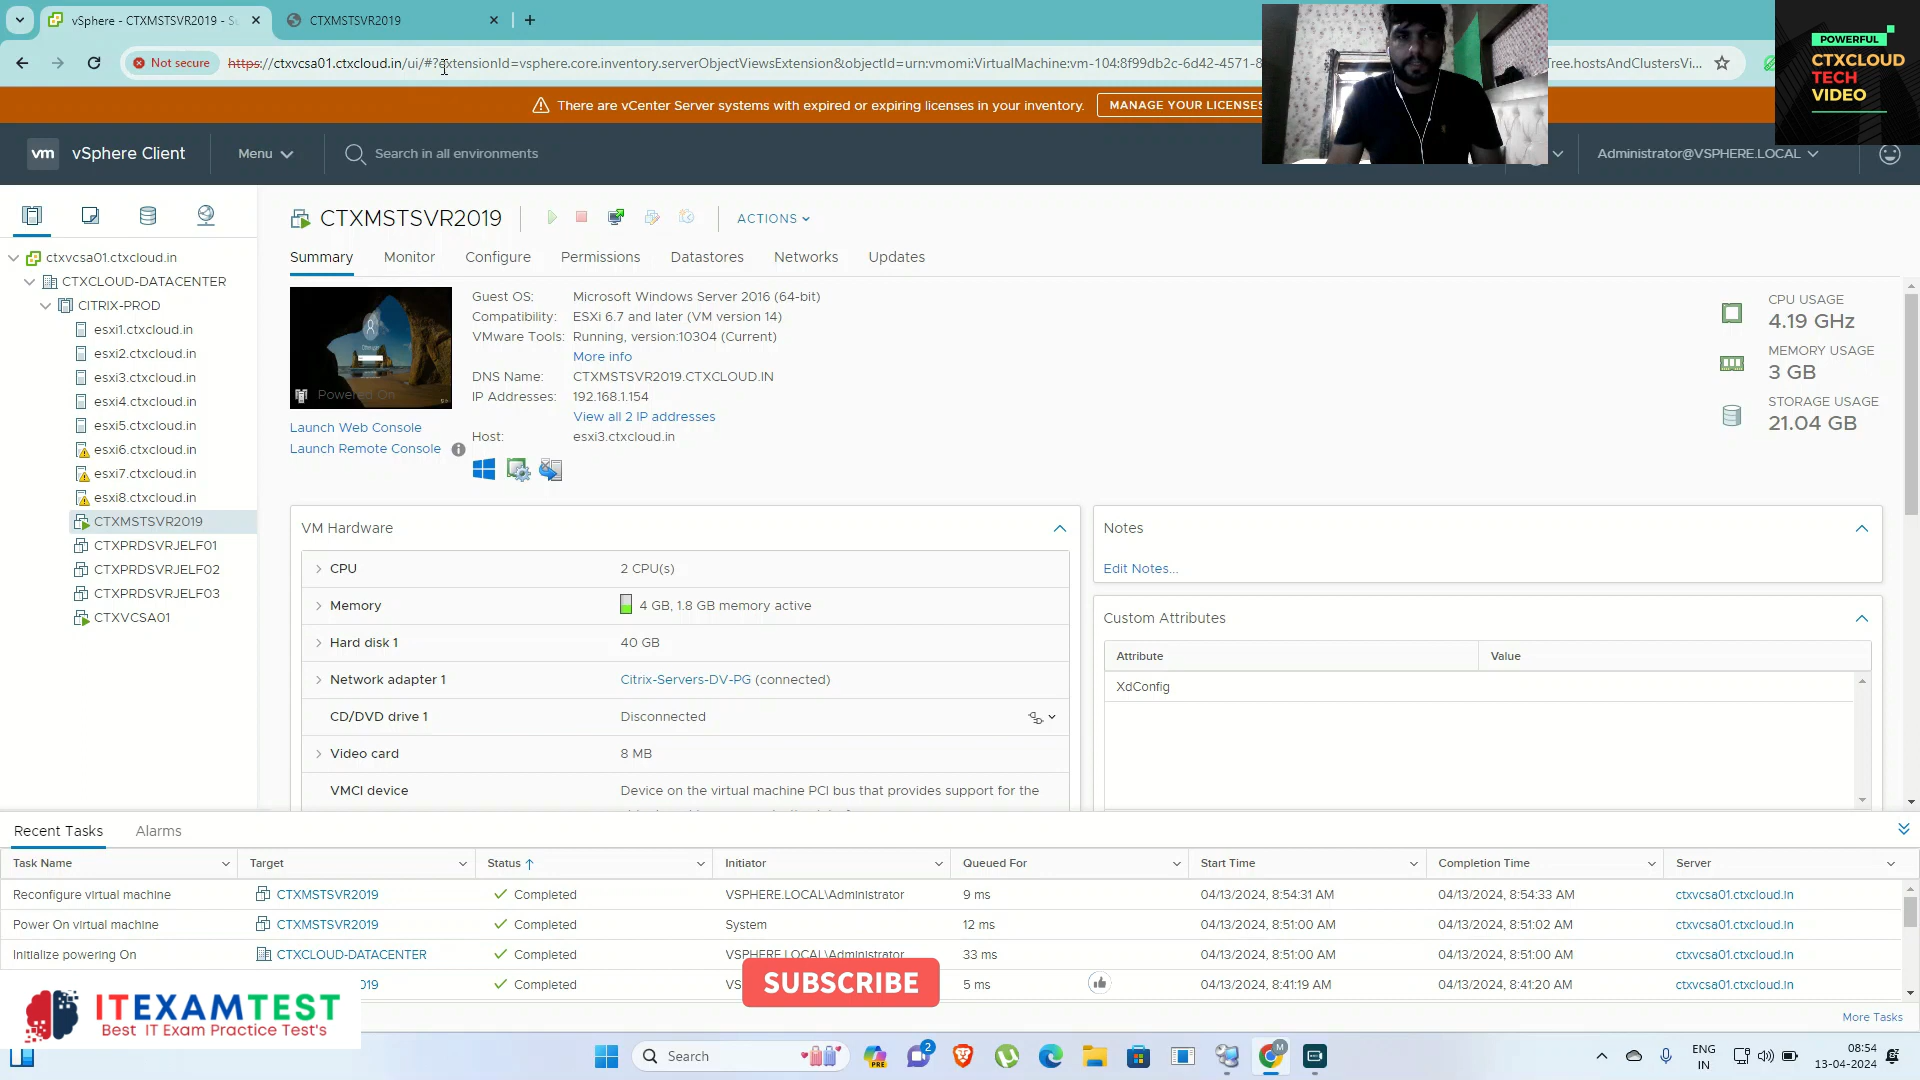 vSphere - CTXMSTSVR2019 - S
CTXMSTSVR2019
Not secure
https://ctxvcsa01.ctxcloud.in/ui/#?extensionId=vsphere.core.inventory.serverObjectViewsExtension&objectId=urn:vmomi:VirtualMachine:vm-104:8f99db2c-6d42-4571-8
Tree.hostsAndClustersVi...
POWERFUL
CTXCLOUD
TECH
VIDEO
There are vCenter Server systems with expired or expiring licenses in your inventory.
MANAGE YOUR LICENSES
vm
vSphere Client
Menu
Search in all environments
Administrator@VSPHERE.LOCAL
ctxvcsa01.ctxcloud.in
CTXCLOUD-DATACENTER
CITRIX-PROD
esxi1.ctxcloud.in
esxi2.ctxcloud.in
esxi3.ctxcloud.in
esxi4.ctxcloud.in
esxi5.ctxcloud.in
esxi6.ctxcloud.in
esxi7.ctxcloud.in
esxi8.ctxcloud.in
CTXMSTSVR2019
CTXPRDSVRJELF01
CTXPRDSVRJELF02
CTXPRDSVRJELF03
CTXVCSA01
CTXMSTSVR2019
ACTIONS
Summary
Monitor
Configure
Permissions
Datastores
Networks
Updates
Powered On
Launch Web Console
Launch Remote Console
Guest OS: Microsoft Windows Server 2016 (64-bit)
Compatibility: ESXi 6.7 and later (VM version 14)
VMware Tools: Running, version:10304 (Current)
More info
DNS Name: CTXMSTSVR2019.CTXCLOUD.IN
IP Addresses: 192.168.1.154
View all 2 IP addresses
Host: esxi3.ctxcloud.in
CPU USAGE
4.19 GHz
MEMORY USAGE
3 GB
STORAGE USAGE
21.04 GB
VM Hardware
CPU 2 CPU(s)
Memory 4 GB, 1.8 GB memory active
Hard disk 1 40 GB
Network adapter 1 Citrix-Servers-DV-PG (connected)
CD/DVD drive 1 Disconnected
Video card 8 MB
VMCI device Device on the virtual machine PCI bus that provides support for the
Notes
Edit Notes...
Custom Attributes
Attribute Value
XdConfig
Recent Tasks Alarms
Task Name Target Status Initiator Queued For Start Time Completion Time Server
Reconfigure virtual machine CTXMSTSVR2019 Completed VSPHERE.LOCAL\Administrator 9 ms 04/13/2024, 8:54:31 AM 04/13/2024, 8:54:33 AM ctxvcsa01.ctxcloud.in
Power On virtual machine CTXMSTSVR2019 Completed System 12 ms 04/13/2024, 8:51:00 AM 04/13/2024, 8:51:02 AM ctxvcsa01.ctxcloud.in
Initialize powering On CTXCLOUD-DATACENTER Completed VSPHERE.LOCAL\Administrator 33 ms 04/13/2024, 8:51:00 AM 04/13/2024, 8:51:00 AM ctxvcsa01.ctxcloud.in
019 Completed VS 5 ms 04/13/2024, 8:41:19 AM 04/13/2024, 8:41:20 AM ctxvcsa01.ctxcloud.in
SUBSCRIBE
ITEXAMTEST
Best IT Exam Practice Test's
More Tasks
Search
PRE
2
M
ENG
IN
08:54
13-04-2024